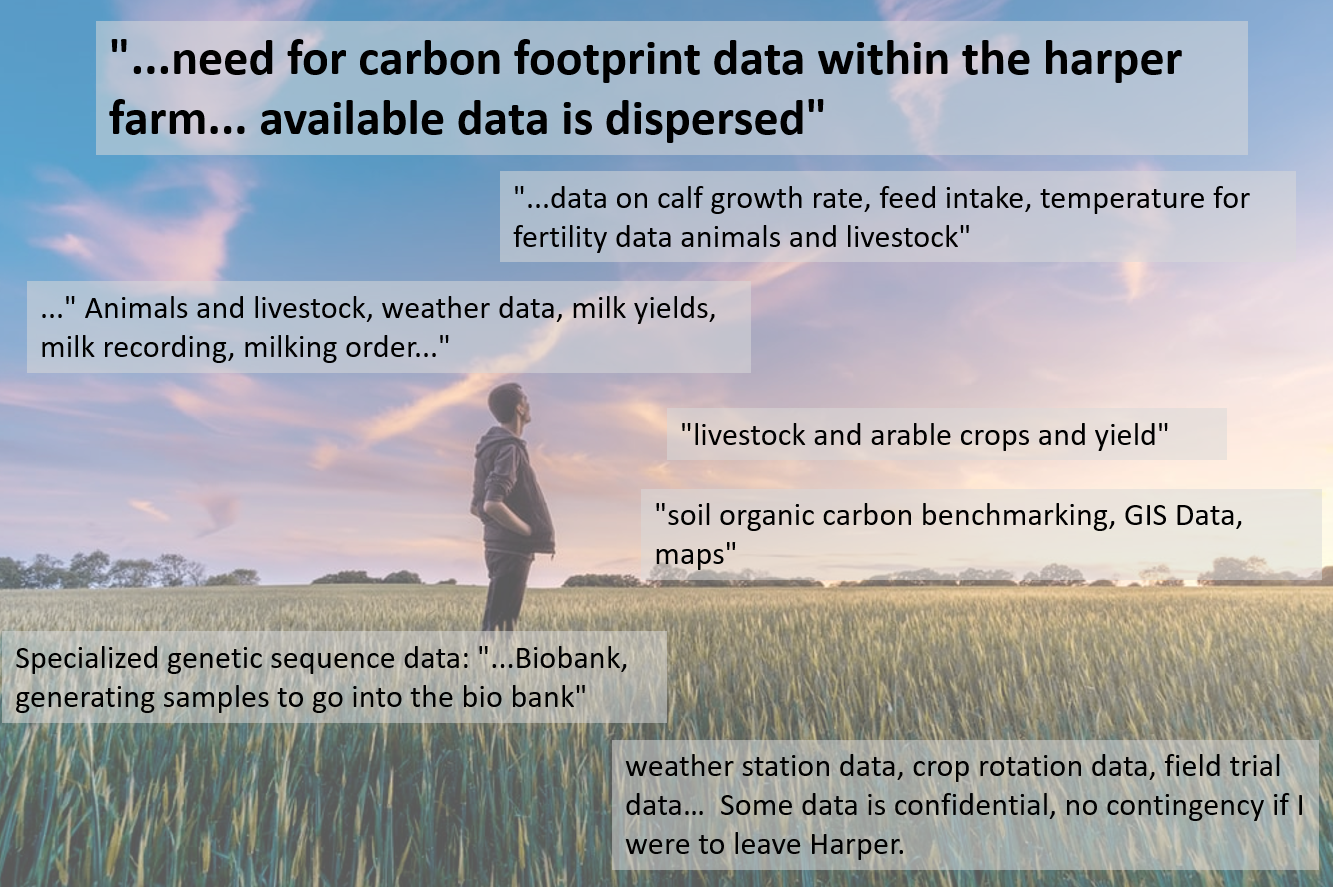 "...need for carbon footprint data within the harper
farm... available data is dispersed"
"...data on calf growth rate, feed intake, temperature for
fertility data animals and livestock"
..." Animals and livestock, weather data, milk yields,
milk recording, milking order..."
"livestock and arable crops and yield"
"soil organic carbon benchmarking, GIS Data,
maps"
Specialized genetic sequence data: "...Biobank,
generating samples to go into the bio bank"
weather station data, crop rotation data, field trial
data…  Some data is confidential, no contingency if I
were to leave Harper.